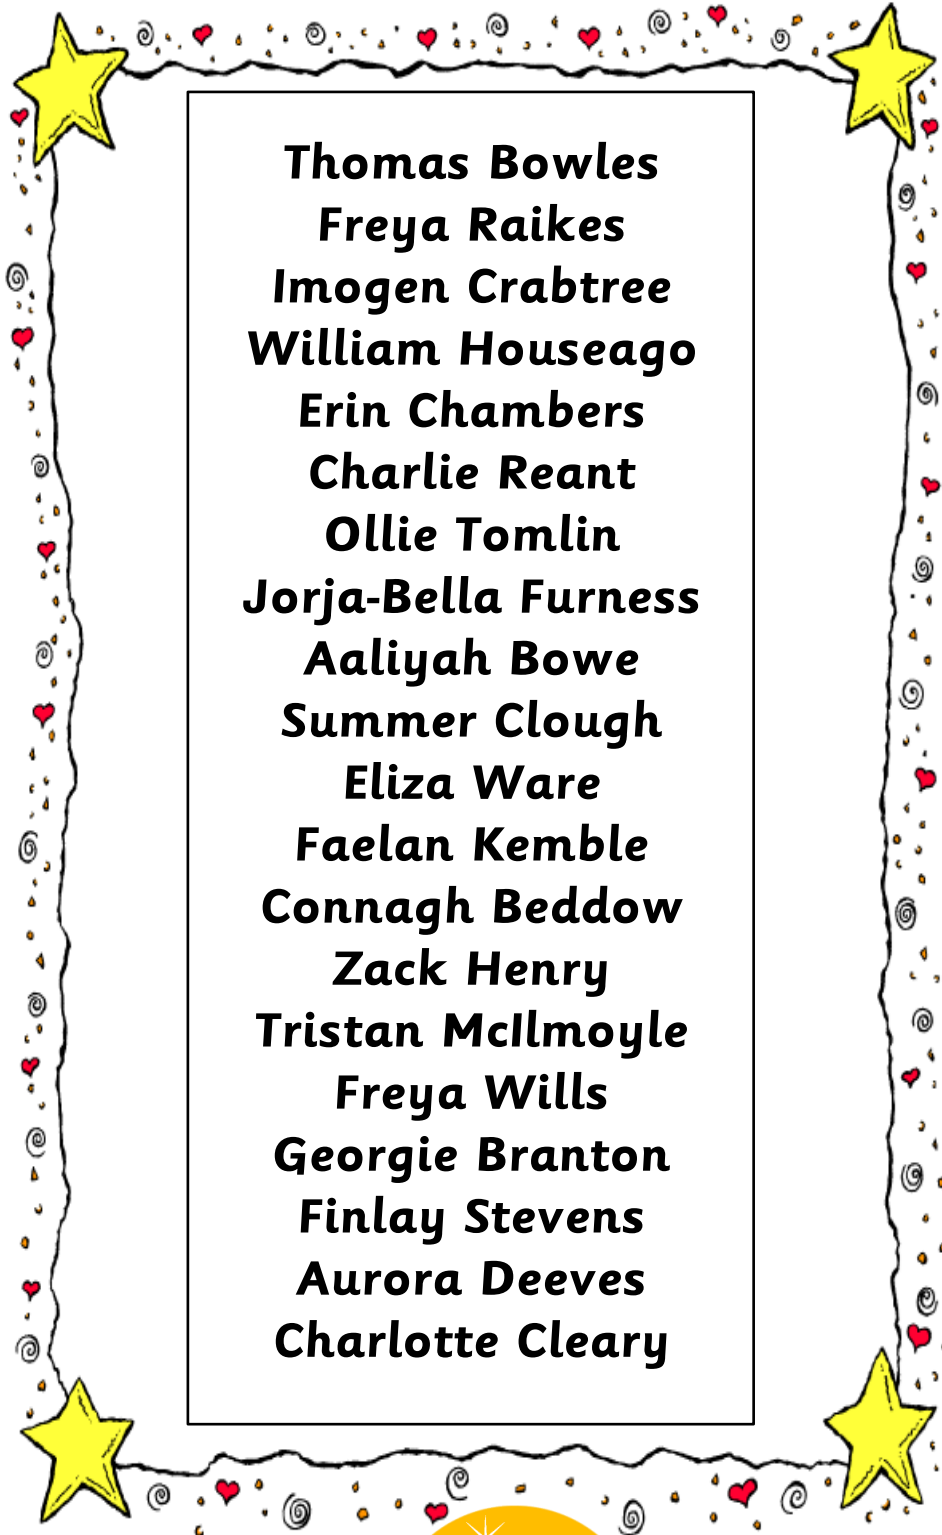 Thomas Bowles
Freya Raikes
Imogen Crabtree
William Houseago
Erin Chambers
Charlie Reant
Ollie Tomlin
Jorja-Bella Furness
Aaliyah Bowe
Summer Clough
Eliza Ware
Faelan Kemble
Connagh Beddow
Zack Henry
Tristan McIlmoyle
Freya Wills
Georgie Branton
Finlay Stevens
Aurora Deeves
Charlotte Cleary